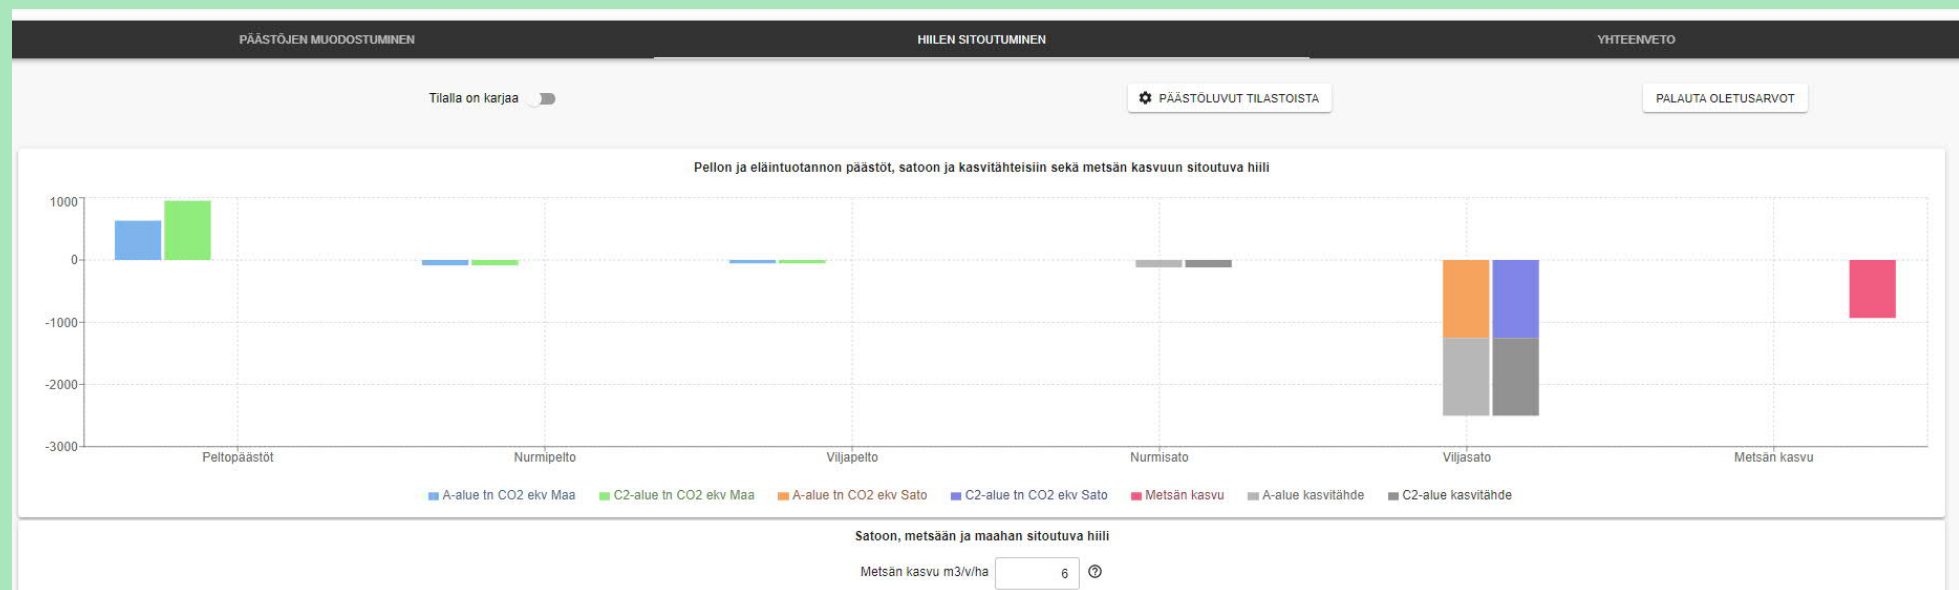 PÄÄSTÖJEN MUODOSTUMINEN HIILEN SITOUTUMINEN YHTEENVETO
Tilalla on karjaa PÄÄSTÖLUVUT TILASTOISTA PALAUTA OLETUSARVOT
Pellon ja eläintuotannon päästöt, satoon ja kasvitähteisiin sekä metsän kasvuun sitoutuva hiili
1000
0
-1000
-2000
-3000
Peltopäästöt Nurmipelto Viljapelto Nurmisato Viljasato Metsän kasvu
A-alue tn CO2 ekv Maa C2-alue tn CO2 ekv Maa A-alue tn CO2 ekv Sato C2-alue tn CO2 ekv Sato Metsän kasvu A-alue kasvitähde C2-alue kasvitähde
Satoon, metsään ja maahan sitoutuva hiili
Metsän kasvu m3/v/ha 6 ?